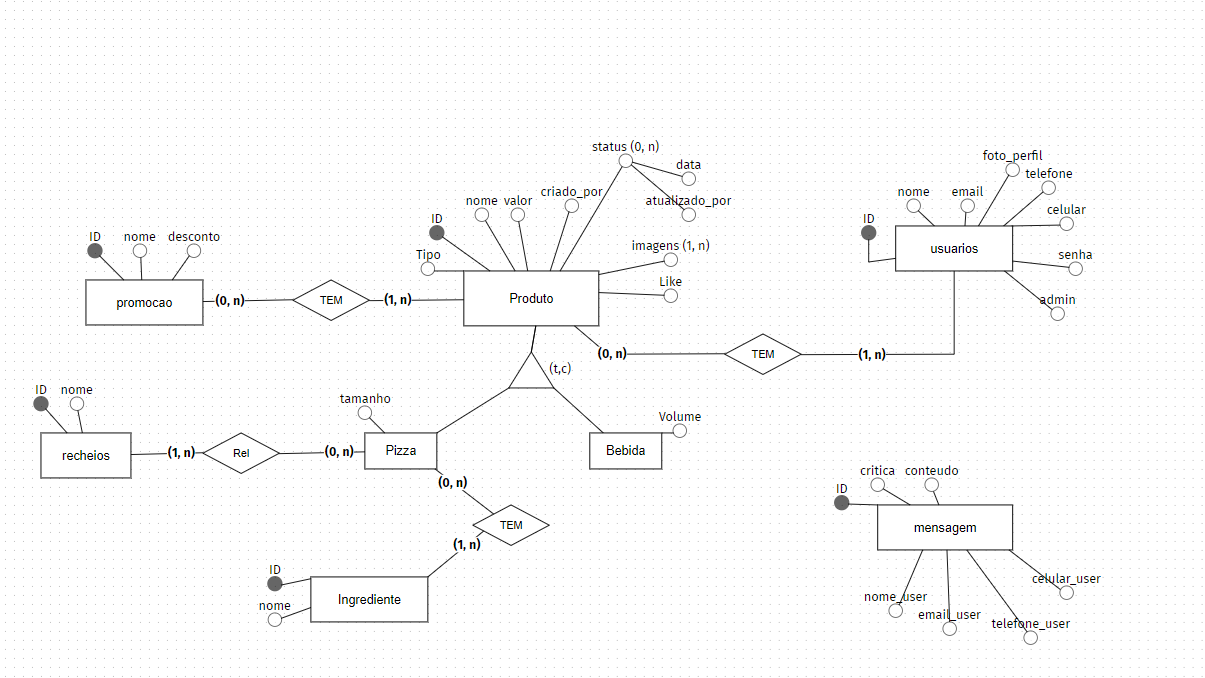 status (0, n)
data
atualizado_por
criado_por
nome
valor
ID
Tipo
imagens (1, n)
Like
Produto
foto_perfil
telefone
nome
email
celular
ID
usuarios
senha
admin
ID
nome
desconto
promocao
(0, n)
TEM
(1, n)
(0, n)
TEM
(1, n)
(t,c)
ID
nome
recheios
(1, n)
Rel
(0, n)
tamanho
Pizza
Volume
Bebida
(0, n)
TEM
(1, n)
ID
nome
Ingrediente
critica
conteudo
ID
mensagem
nome_user
email_user
telefone_user
celular_user